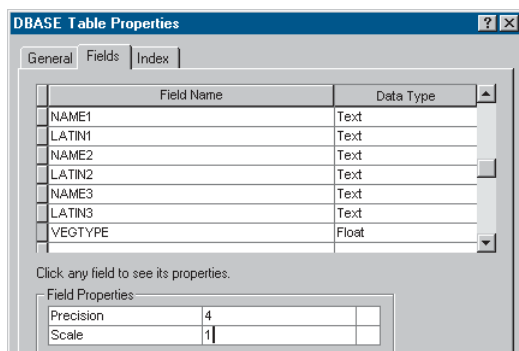 DBASE Table Properties
General Fields Index
Field Name Data Type
NAME1 Text
LATIN1 Text
NAME2 Text
LATIN2 Text
NAME3 Text
LATIN3 Text
VEGTYPE Float
Click any field to see its properties.
Field Properties
Precision 4
Scale 1